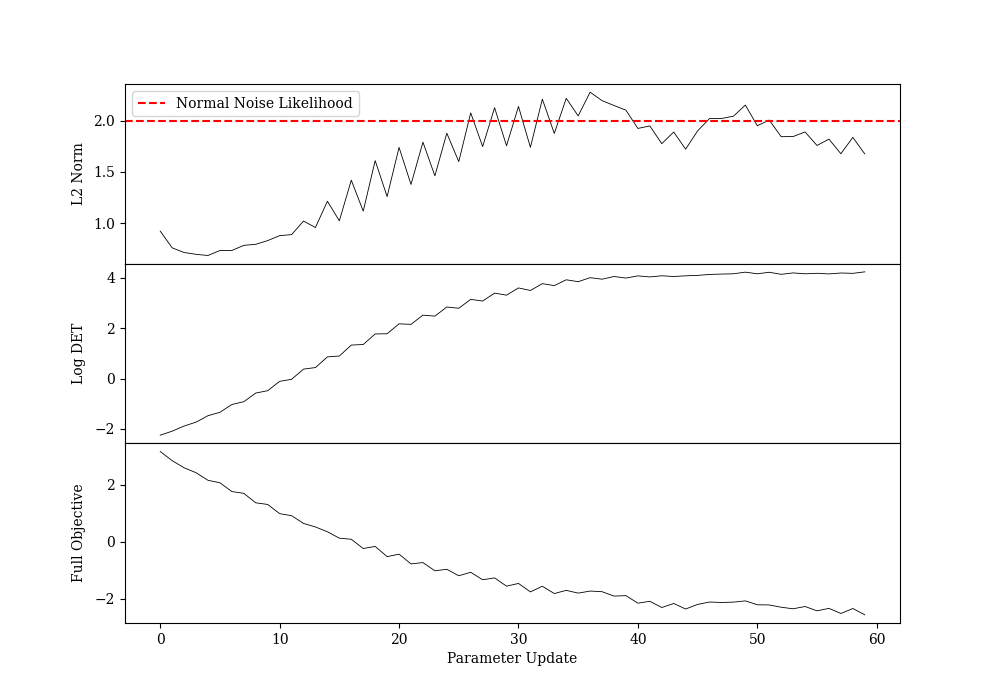 Normal Noise Likelihood
L2 Norm
2.0
1.5
1.0
Log DET
4
2
0
−2
Full Objective
2
0
−2
0 10 20 30 40 50 60
Parameter Update